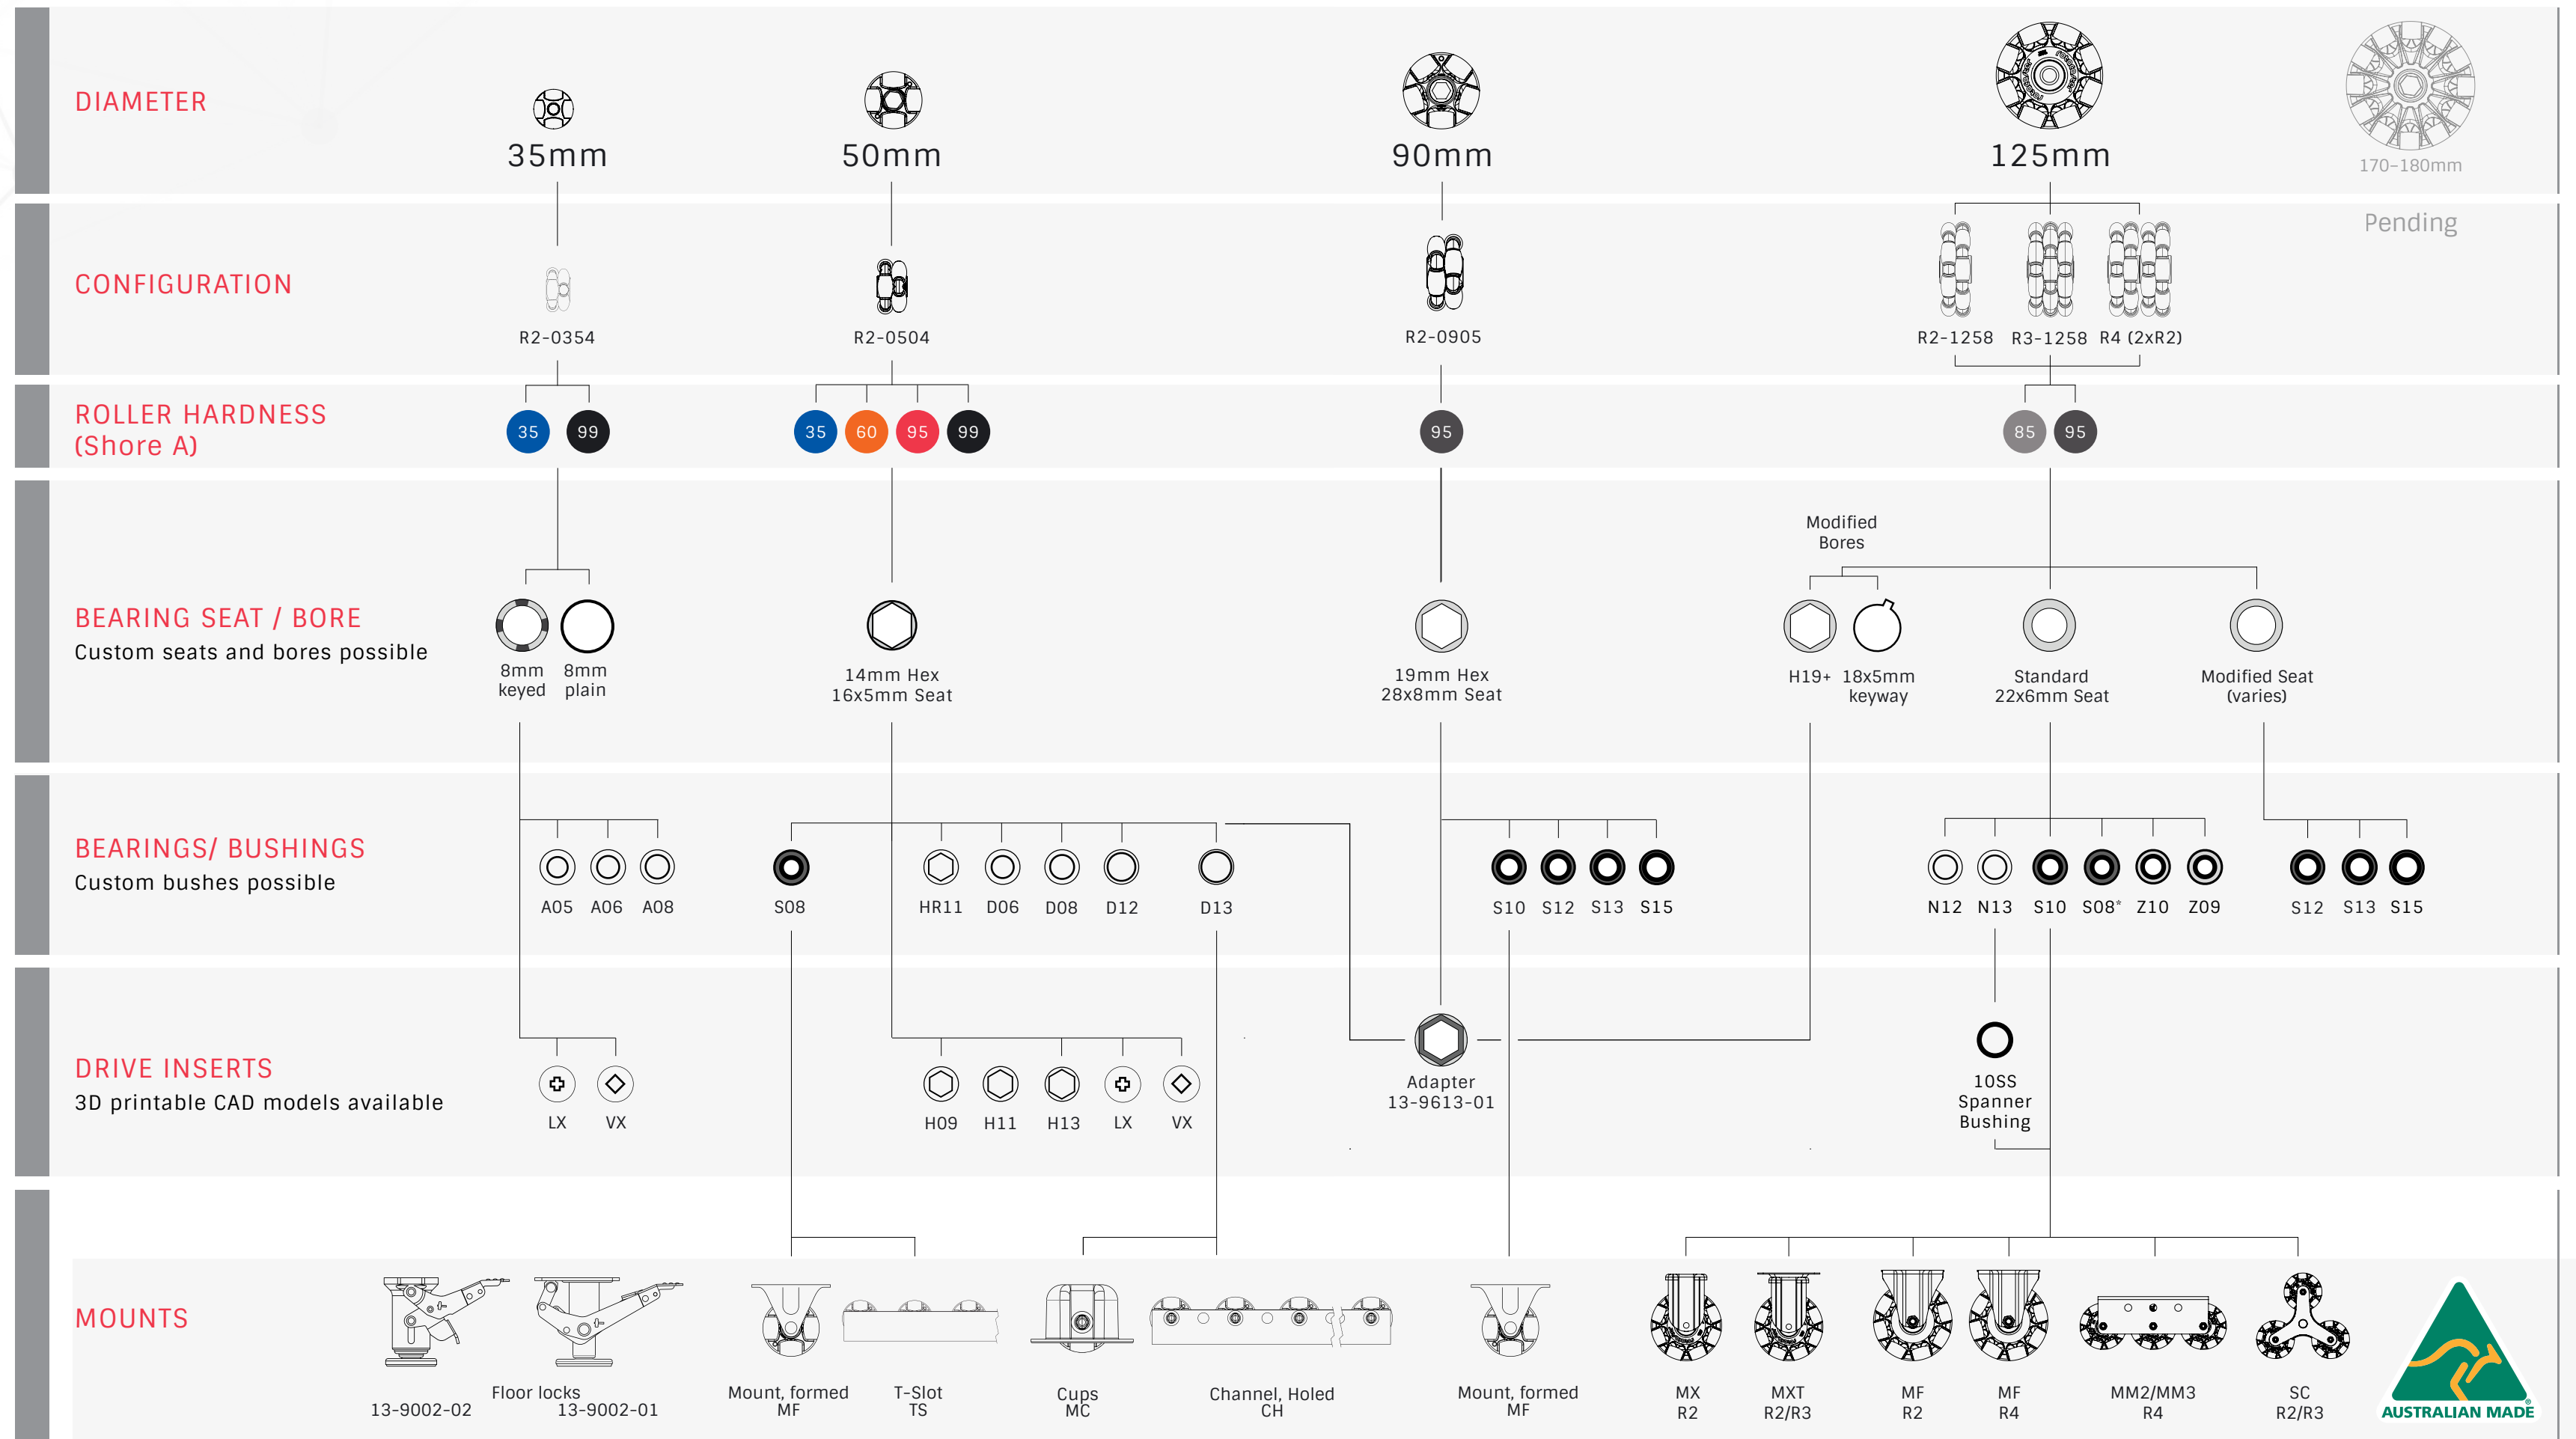 DIAMETER
35mm
50mm
90mm
125mm
170-180mm
Pending
CONFIGURATION
R2-0354
R2-0504
R2-0905
R2-1258
R3-1258
R4 (2xR2)
ROLLER HARDNESS
(Shore A)
35
99
35
60
95
99
95
85
95
BEARING SEAT / BORE
Custom seats and bores possible
8mm
keyed
8mm
plain
14mm Hex
16x5mm Seat
19mm Hex
28x8mm Seat
Modified
Bores
H19+
18x5mm
keyway
Standard
22x6mm Seat
Modified Seat
(varies)
BEARINGS/ BUSHINGS
Custom bushes possible
A05
A06
A08
S08
HR11
D06
D08
D12
D13
S10
S12
S13
S15
N12
N13
S10
S08*
Z10
Z09
S12
S13
S15
DRIVE INSERTS
3D printable CAD models available
LX
VX
H09
H11
H13
LX
VX
Adapter
13-9613-01
10SS
Spanner
Bushing
MOUNTS
Floor locks
13-9002-02
13-9002-01
Mount, formed
MF
T-Slot
TS
Cups
MC
Channel, Holed
CH
Mount, formed
MF
MX
R2
MXT
R2/R3
MF
R2
MF
R4
MM2/MM3
R4
SC
R2/R3
AUSTRALIAN MADE